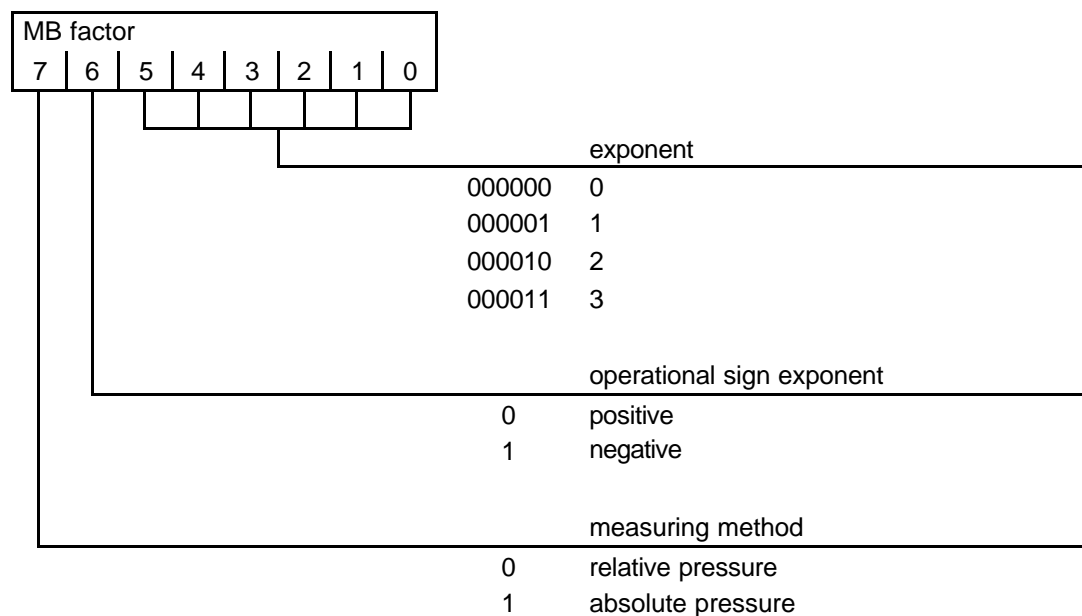 MB factor
7 6 5 4 3 2 1 0
exponent
000000 0
000001 1
000010 2
000011 3
operational sign exponent
0 positive
1 negative
measuring method
0 relative pressure
1 absolute pressure